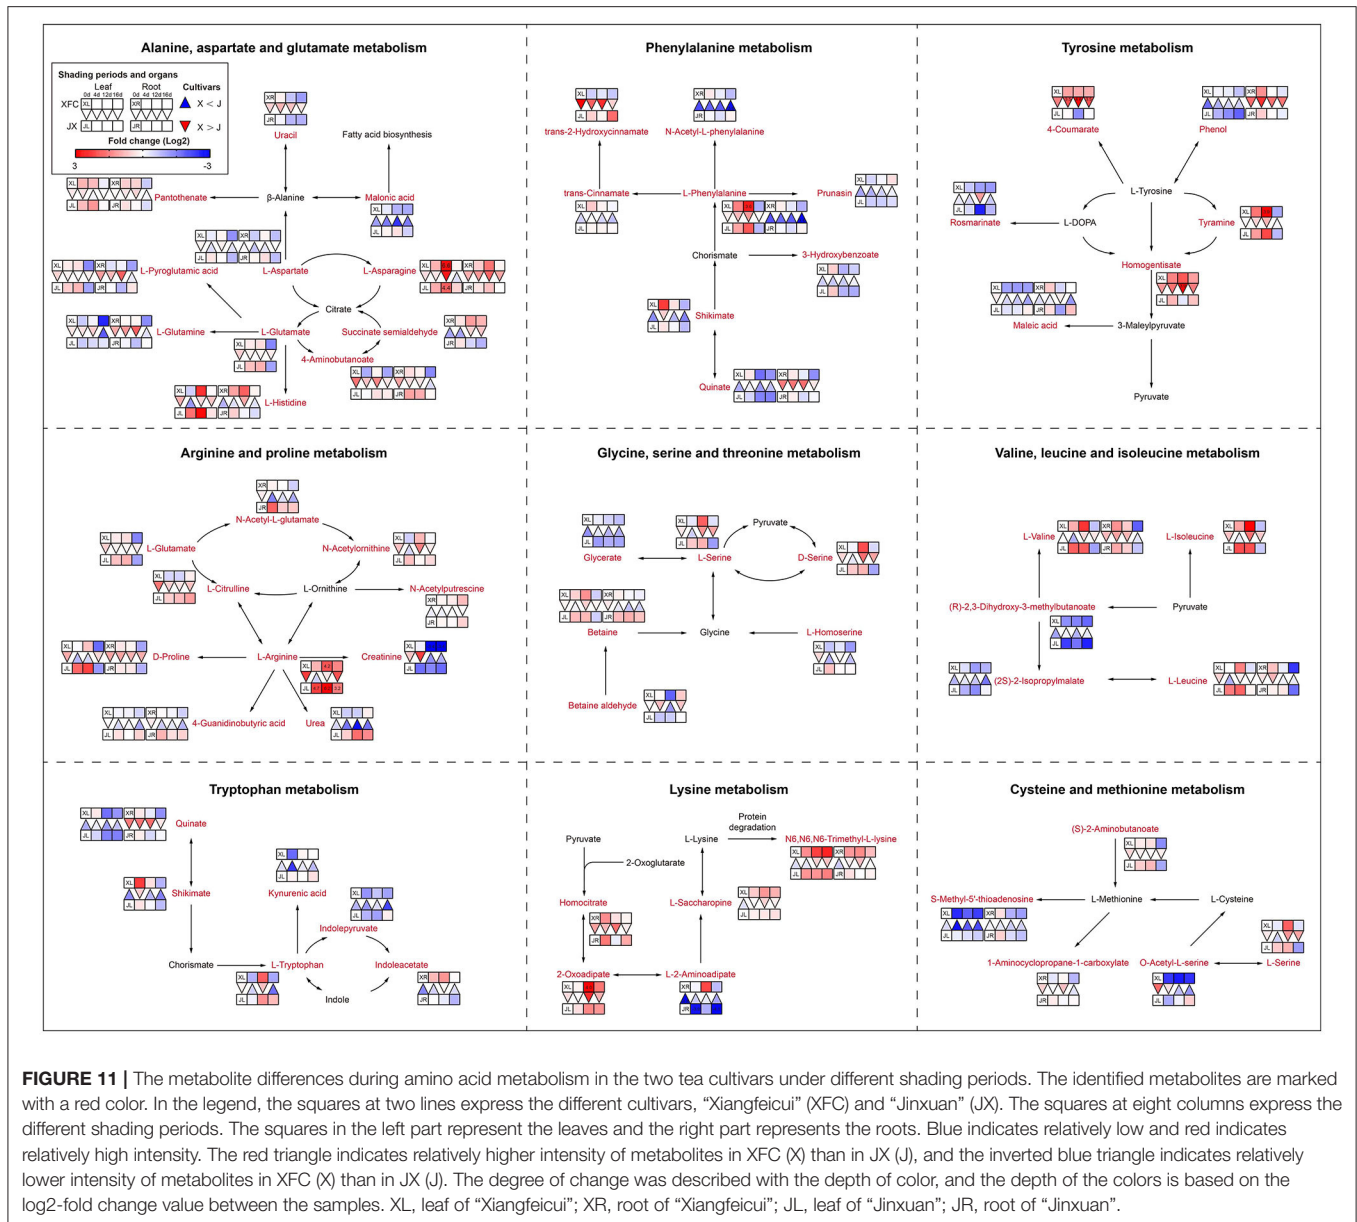 Alanine, aspartate and glutamate metabolism
Shading periods and organs
Leaf
Root
Cultivars
0d 4d 12d 16d
0d 4d 12d 16d
XFC
XL
XR
X < J
JX
JL
JR
X > J
Fold change (Log2)
3
-3
XR
JR
Uracil
Fatty acid biosynthesis
XL
XR
JL
JR
Pantothenate
β-Alanine
Malonic acid
XL
JL
XL
XR
JL
JR
L-Pyroglutamic acid
L-Aspartate
L-Asparagine
Citrate
L-Glutamine
L-Glutamate
Succinate semialdehyde
4-Aminobutanoate
L-Histidine
Phenylalanine metabolism
XL
JL
trans-2-Hydroxycinnamate
XR
JR
N-Acetyl-L-phenylalanine
trans-Cinnamate
L-Phenylalanine
Prunasin
Chorismate
3-Hydroxybenzoate
Shikimate
Quinate
Tyrosine metabolism
4-Coumarate
Phenol
L-Tyrosine
Rosmarinate
L-DOPA
Tyramine
Homogentisate
Maleic acid
3-Maleylpyruvate
Pyruvate
Arginine and proline metabolism
N-Acetyl-L-glutamate
L-Glutamate
N-Acetylornithine
L-Citrulline
L-Ornithine
N-Acetylputrescine
D-Proline
L-Arginine
Creatinine
4-Guanidinobutyric acid
Urea
Glycine, serine and threonine metabolism
Pyruvate
Glycerate
L-Serine
D-Serine
Betaine
Glycine
L-Homoserine
Betaine aldehyde
Valine, leucine and isoleucine metabolism
L-Valine
L-Isoleucine
(R)-2,3-Dihydroxy-3-methylbutanoate
Pyruvate
(2S)-2-Isopropylmalate
L-Leucine
Tryptophan metabolism
Quinate
Kynurenic acid
Shikimate
Indolepyruvate
Chorismate
L-Tryptophan
Indoleacetate
Indole
Lysine metabolism
Protein
degradation
Pyruvate
L-Lysine
N6,N6,N6-Trimethyl-L-lysine
2-Oxoglutarate
Homocitrate
L-Saccharopine
2-Oxoadipate
L-2-Aminoadipate
Cysteine and methionine metabolism
(S)-2-Aminobutanoate
S-Methyl-5'-thioadenosine
L-Methionine
L-Cysteine
1-Aminocyclopropane-1-carboxylate
O-Acetyl-L-serine
L-Serine
FIGURE 11 | The metabolite differences during amino acid metabolism in the two tea cultivars under different shading periods. The identified metabolites are marked
with a red color. In the legend, the squares at two lines express the different cultivars, “Xiangfeicui” (XFC) and “Jinxuan” (JX). The squares at eight columns express the
different shading periods. The squares in the left part represent the leaves and the right part represents the roots. Blue indicates relatively low and red indicates
relatively high intensity. The red triangle indicates relatively higher intensity of metabolites in XFC (X) than in JX (J), and the inverted blue triangle indicates relatively
lower intensity of metabolites in XFC (X) than in JX (J). The degree of change was described with the depth of color, and the depth of the colors is based on the
log2-fold change value between the samples. XL, leaf of “Xiangfeicui”; XR, root of “Xiangfeicui”; JL, leaf of “Jinxuan”; JR, root of “Jinxuan”.